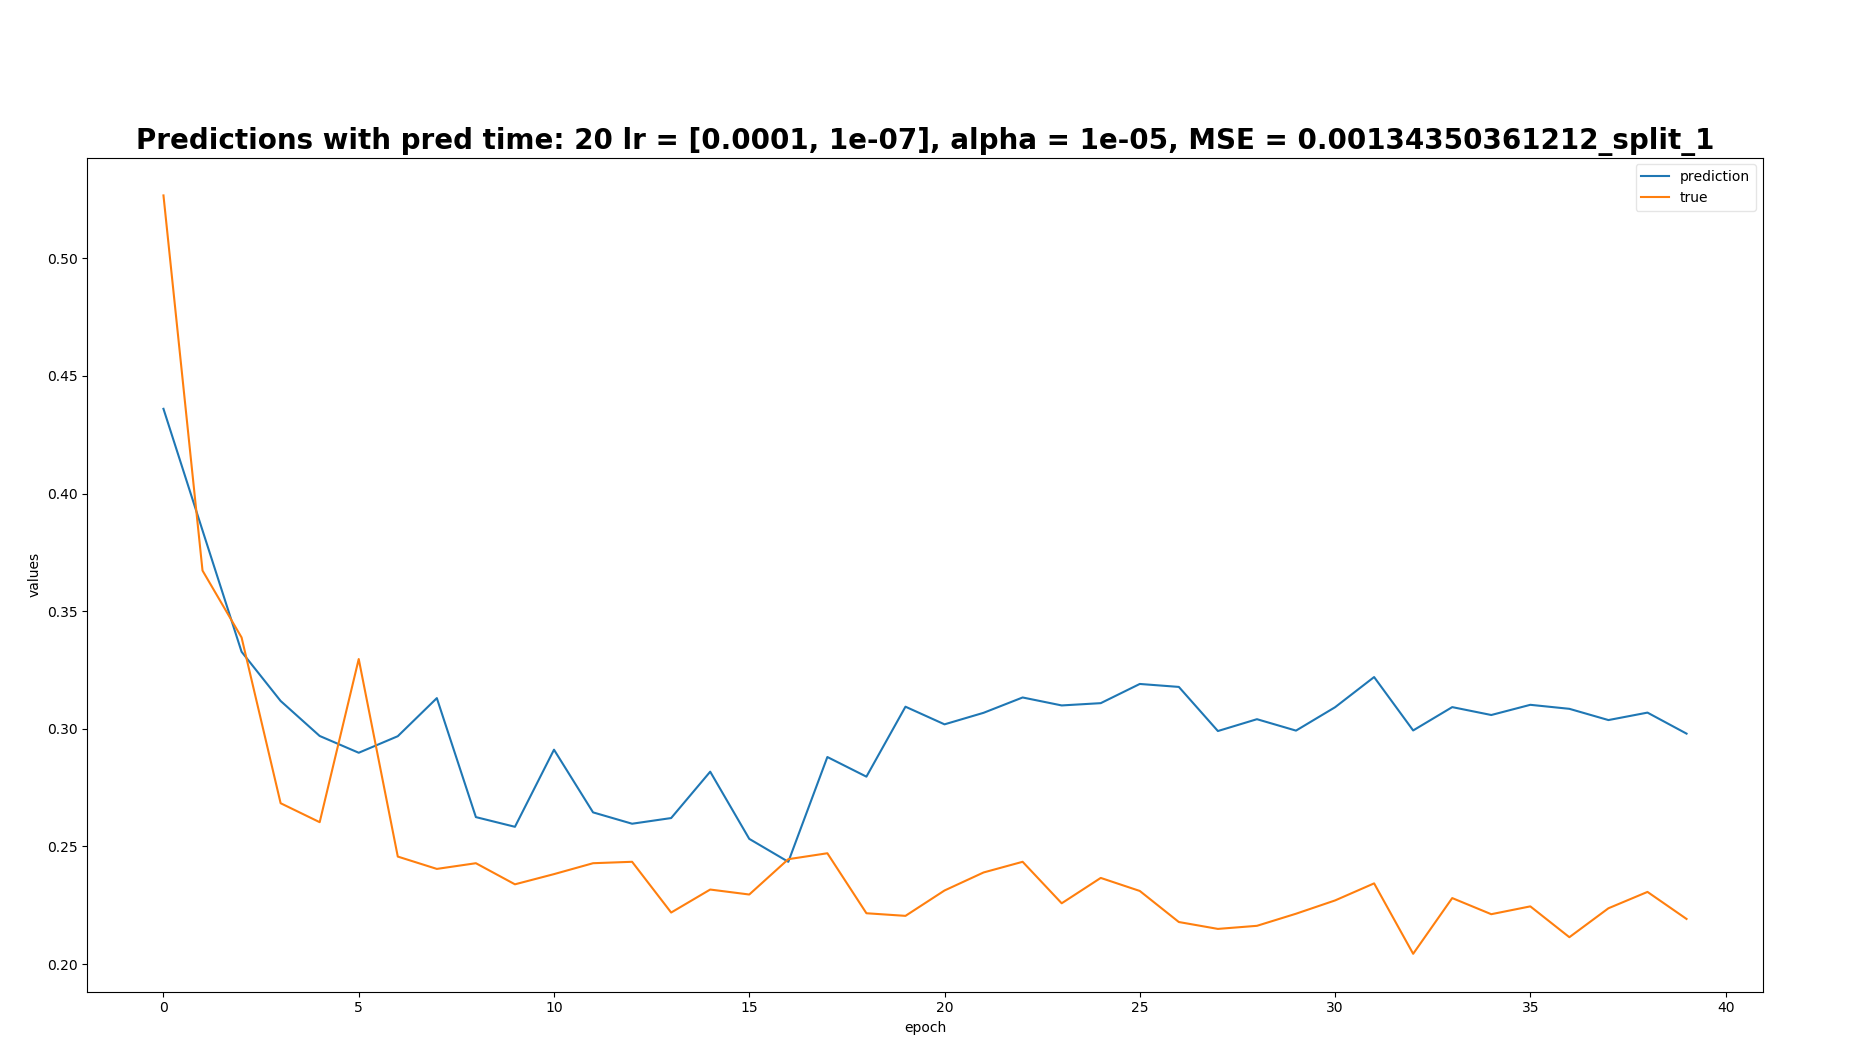 Predictions with pred time: 20 lr = [0.0001, 1e-07], alpha = 1e-05, MSE = 0.00134350361212_split_1
prediction
true
0.50
0.45
0.40
0.35
0.30
0.25
0.20
values
0 5 10 15 20 25 30 35 40
epoch